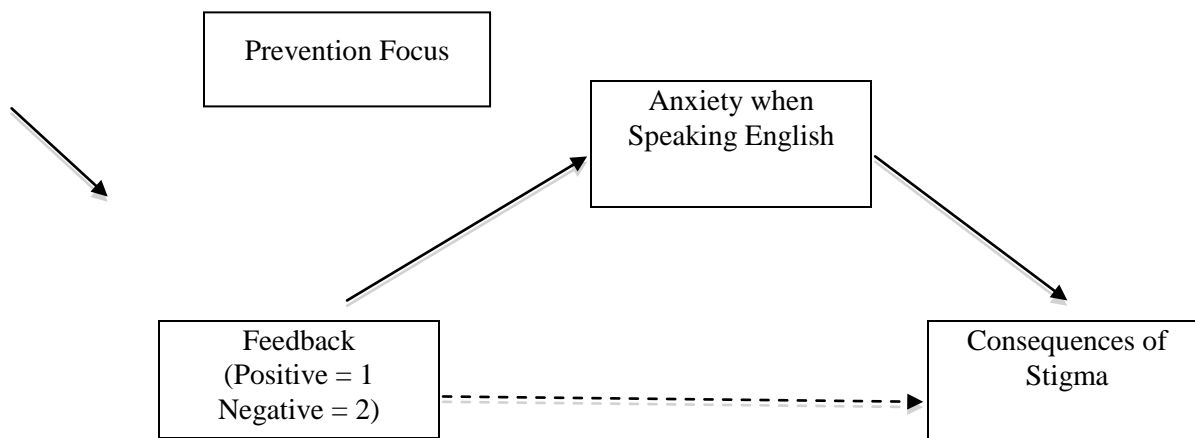 Prevention Focus
Anxiety when
Speaking English
Feedback
(Positive = 1
Negative = 2)
Consequences of
Stigma